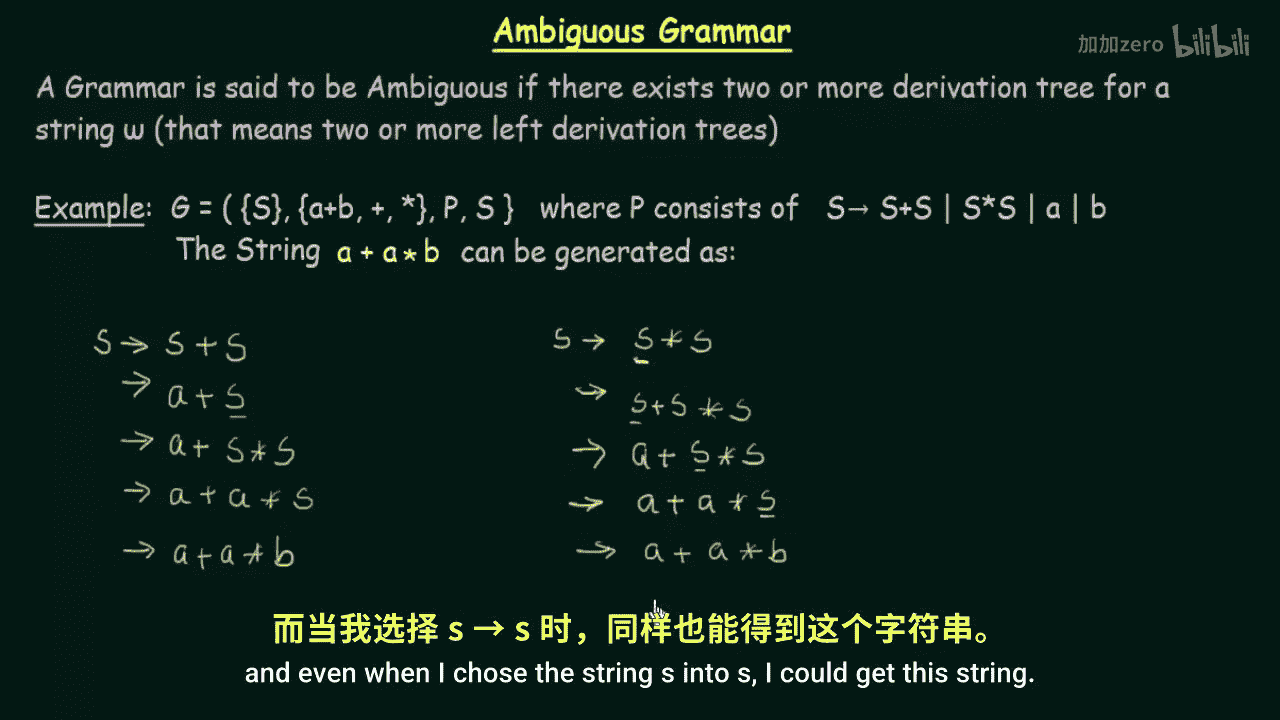 Ambiguous Grammar
加加zero bilibili
A Grammar is said to be Ambiguous if there exists two or more derivation tree for a
string w (that means two or more left derivation trees)
Example: G = ( {S}, {a+b, +, *}, P, S } where P consists of S→ S+S | S*S | a | b
The String a + a * b can be generated as:
S → S + S
→ a + S
→ a + S * S
→ a + a * S
→ a + a * b
S → S * S
→ S + S * S
→ a + S * S
→ a + a * S
→ a + a * b
而当我选择 s → s 时，同样也能得到这个字符串。
and even when I chose the string s into s, I could get this string.